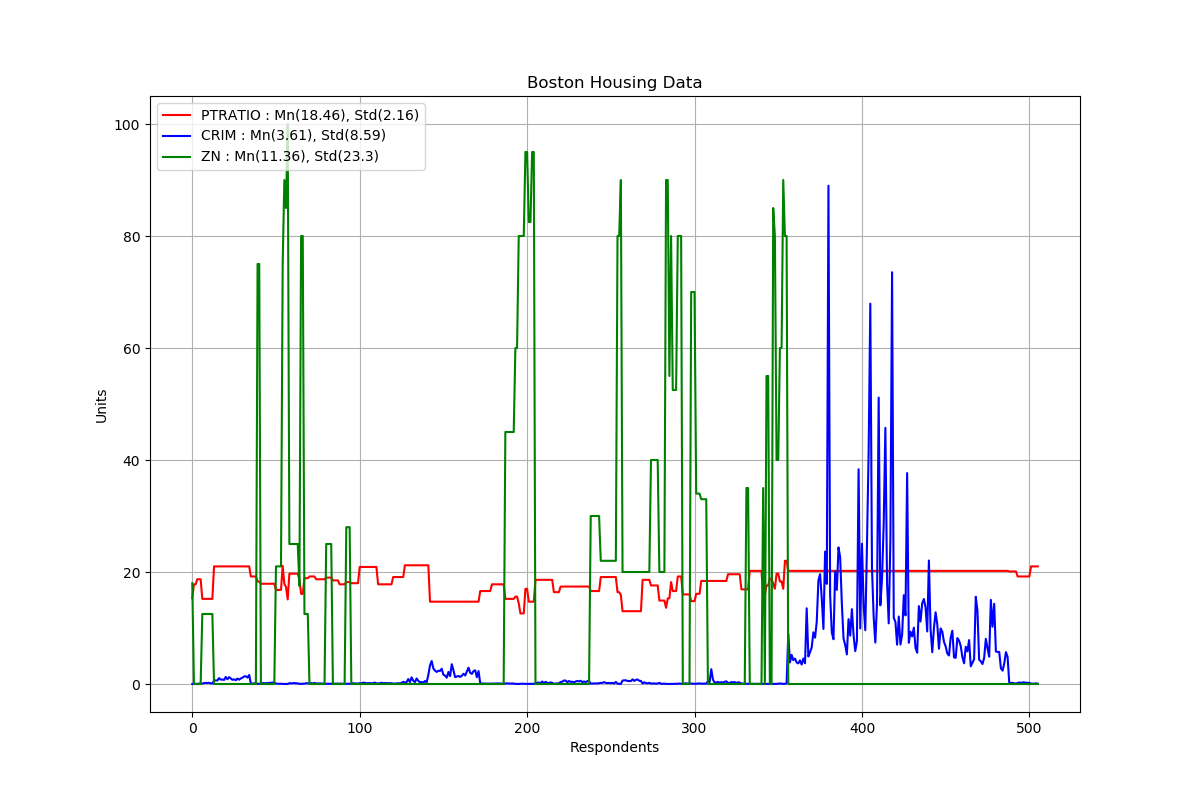 Boston Housing Data
PTRATIO : Mn(18.46), Std(2.16)
CRIM : Mn(3.61), Std(8.59)
ZN : Mn(11.36), Std(23.3)
100
80
60
40
20
0
Units
0 100 200 300 400 500
Respondents